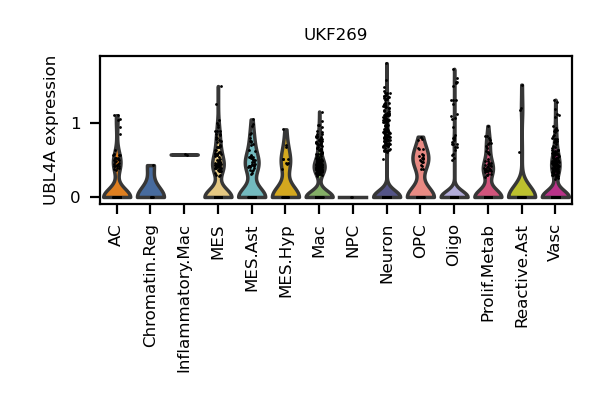 UKF269
UBL4A expression
1
0
AC
Chromatin.Reg
Inflammatory.Mac
MES
MES.Ast
MES.Hyp
Mac
NPC
Neuron
OPC
Oligo
Prolif.Metab
Reactive.Ast
Vasc